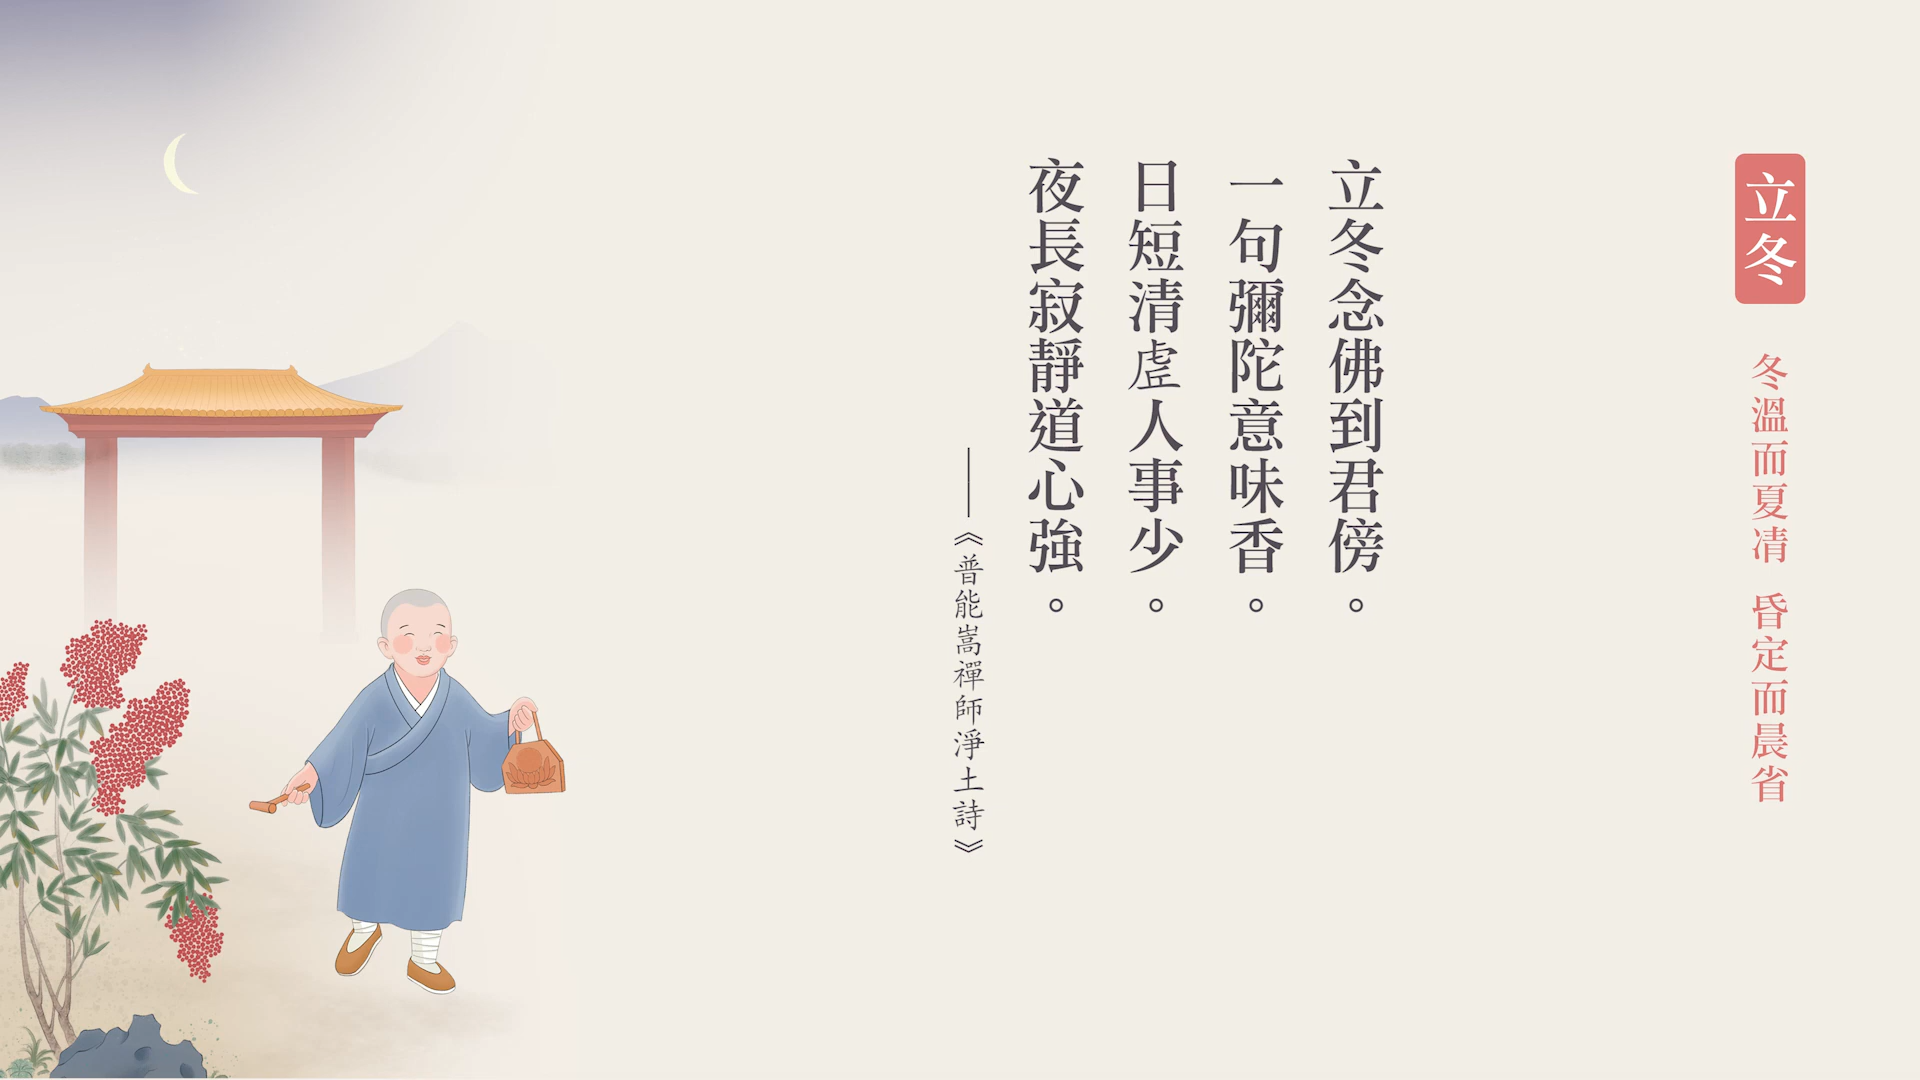 立冬
冬溫而夏凊 昏定而晨省
立冬念佛到君傍。
一句彌陀意味香。
日短清虗人事少。
夜長寂靜道心強。
——《普能嵩禪師淨土詩》